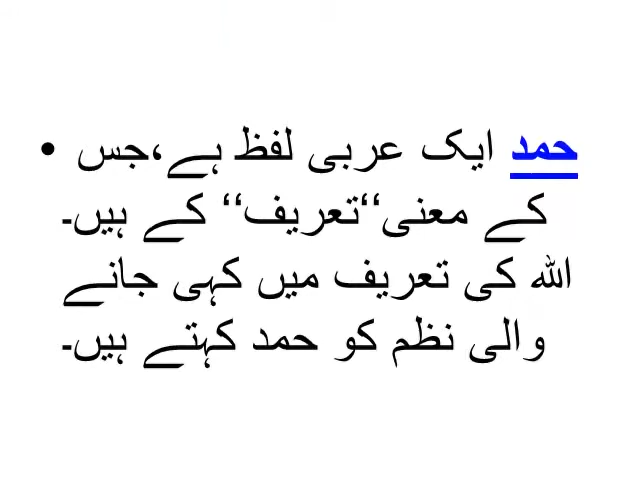 • حمد ایک عربی لفظ ہے،جس
کے معنی‘‘تعریف‘‘ کے ہیں۔
اللہ کی تعریف میں کہی جانے
والی نظم کو حمد کہتے ہیں۔